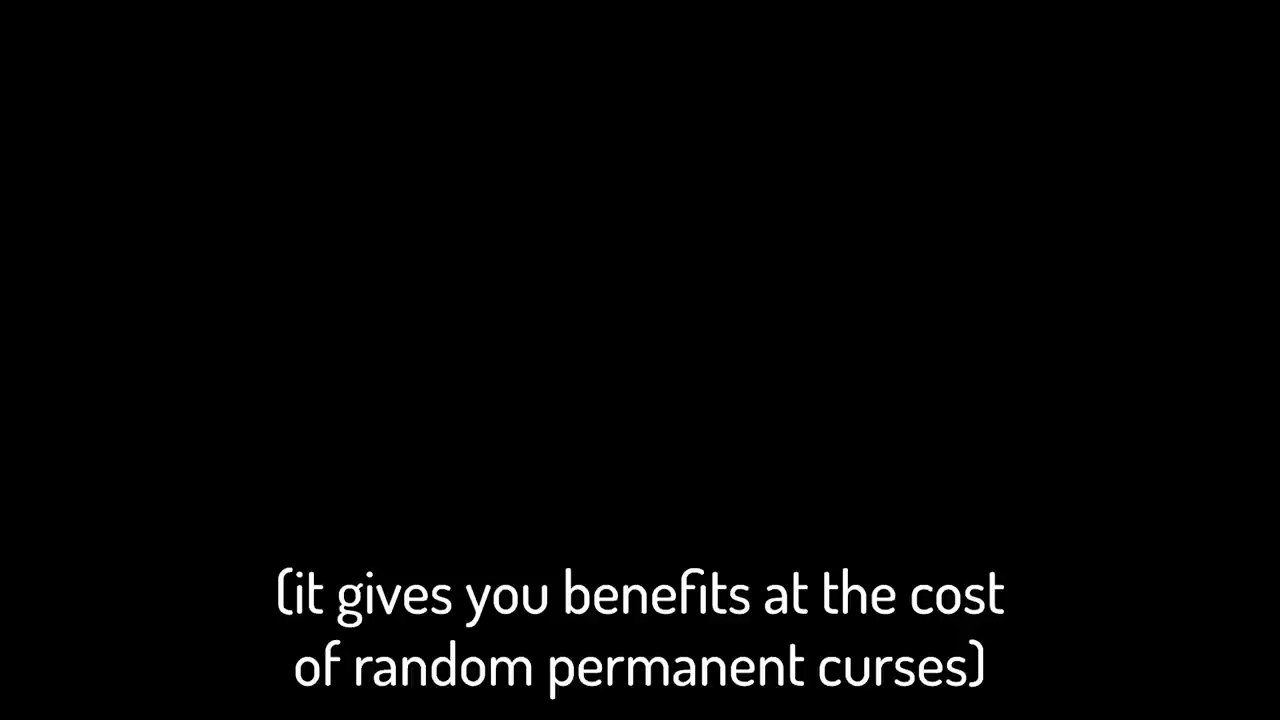 (it gives you benefits at the cost
of random permanent curses)